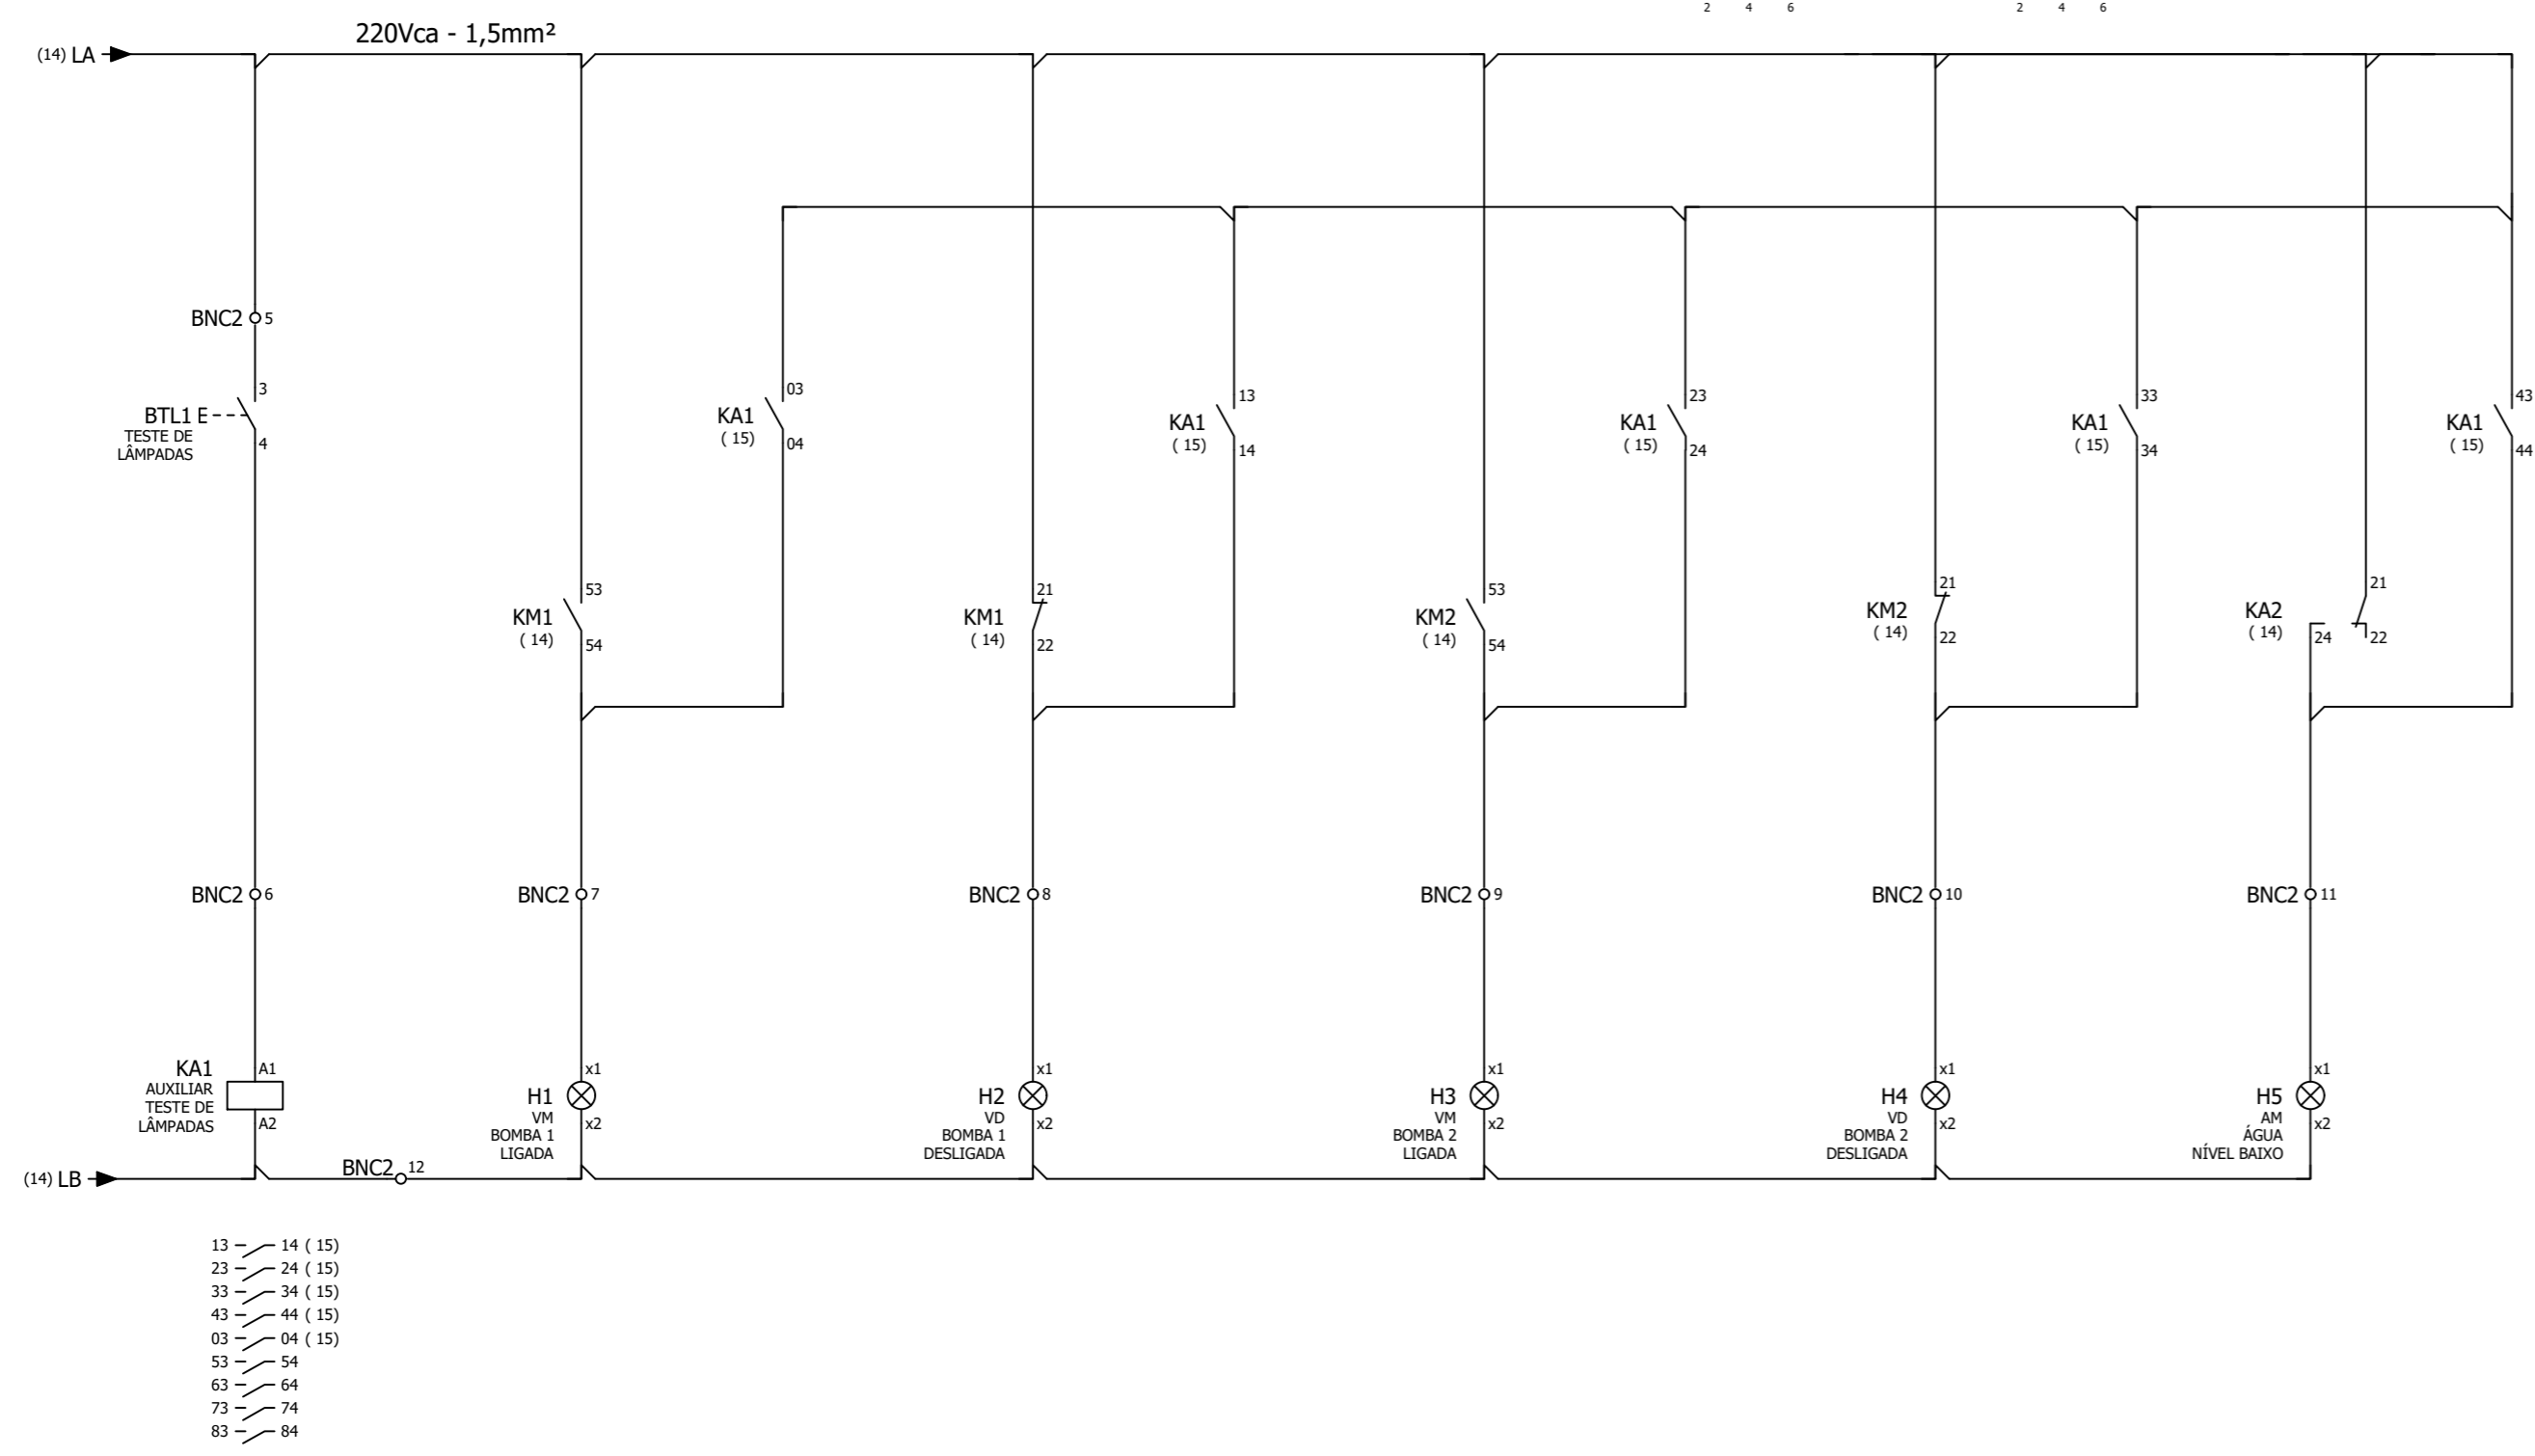 2 4 6 2 4 6
220Vca - 1,5mm²
(14) LA
BNC2 5
3
BTL1 E
TESTE DE
LÂMPADAS
4
KA1
( 15)
03
04
KA1
( 15)
13
14
KA1
( 15)
23
24
KA1
( 15)
33
34
KA1
( 15)
43
44
KM1
( 14)
53
54
KM1
( 14)
21
22
KM2
( 14)
53
54
KM2
( 14)
21
22
KA2
( 14)
21
24 22
BNC2 6
BNC2 7
BNC2 8
BNC2 9
BNC2 10
BNC2 11
KA1
AUXILIAR
TESTE DE
LÂMPADAS
A1
A2
H1
VM
BOMBA 1
LIGADA
x1
x2
H2
VD
BOMBA 1
DESLIGADA
x1
x2
H3
VM
BOMBA 2
LIGADA
x1
x2
H4
VD
BOMBA 2
DESLIGADA
x1
x2
H5
AM
ÁGUA
NÍVEL BAIXO
x1
x2
(14) LB
BNC2 12
13 14 ( 15)
23 24 ( 15)
33 34 ( 15)
43 44 ( 15)
03 04 ( 15)
53 54
63 64
73 74
83 84